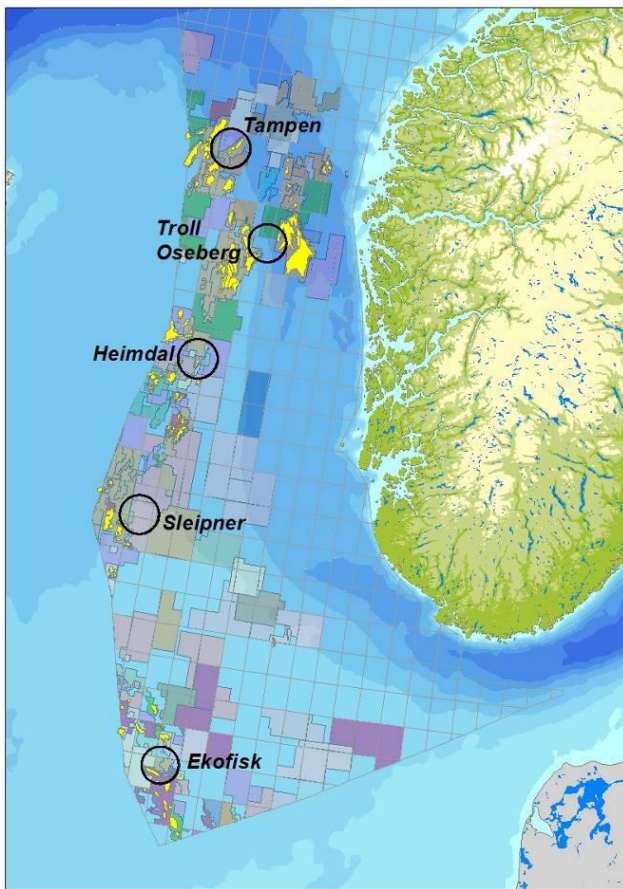 Tampen
Troll
Oseberg
Heimdal
Sleipner
Ekofisk